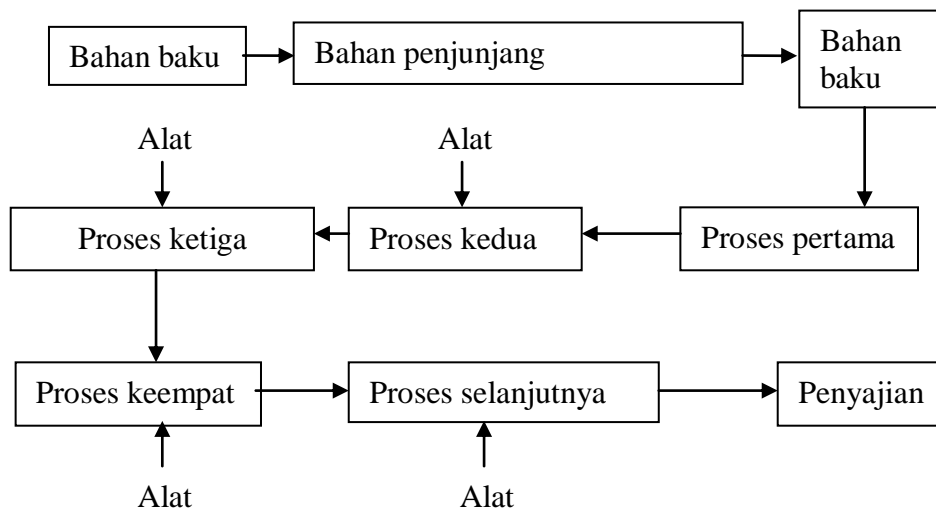 Bahan baku
Bahan penjunjang
Bahan
baku
Alat
Alat
Proses ketiga
Proses kedua
Proses pertama
Proses keempat
Proses selanjutnya
Penyajian
Alat
Alat